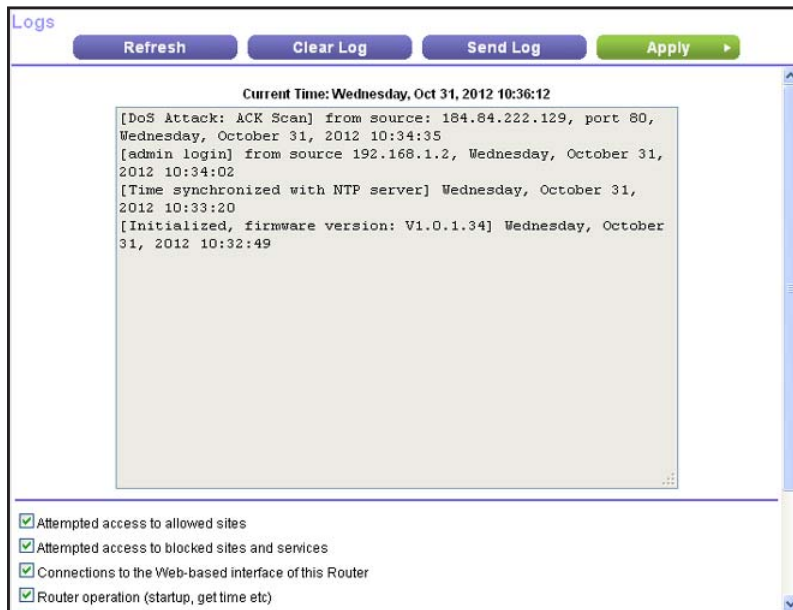 Logs
Refresh
Clear Log
Send Log
Apply
Current Time: Wednesday, Oct 31, 2012 10:36:12
[DoS Attack: ACK Scan] from source: 184.84.222.129, port 80,
Wednesday, October 31, 2012 10:34:35
[admin login] from source 192.168.1.2, Wednesday, October 31,
2012 10:34:02
[Time synchronized with NTP server] Wednesday, October 31,
2012 10:33:20
[Initialized, firmware version: V1.0.1.34] Wednesday, October
31, 2012 10:32:49
Attempted access to allowed sites
Attempted access to blocked sites and services
Connections to the Web-based interface of this Router
Router operation (startup, get time etc)